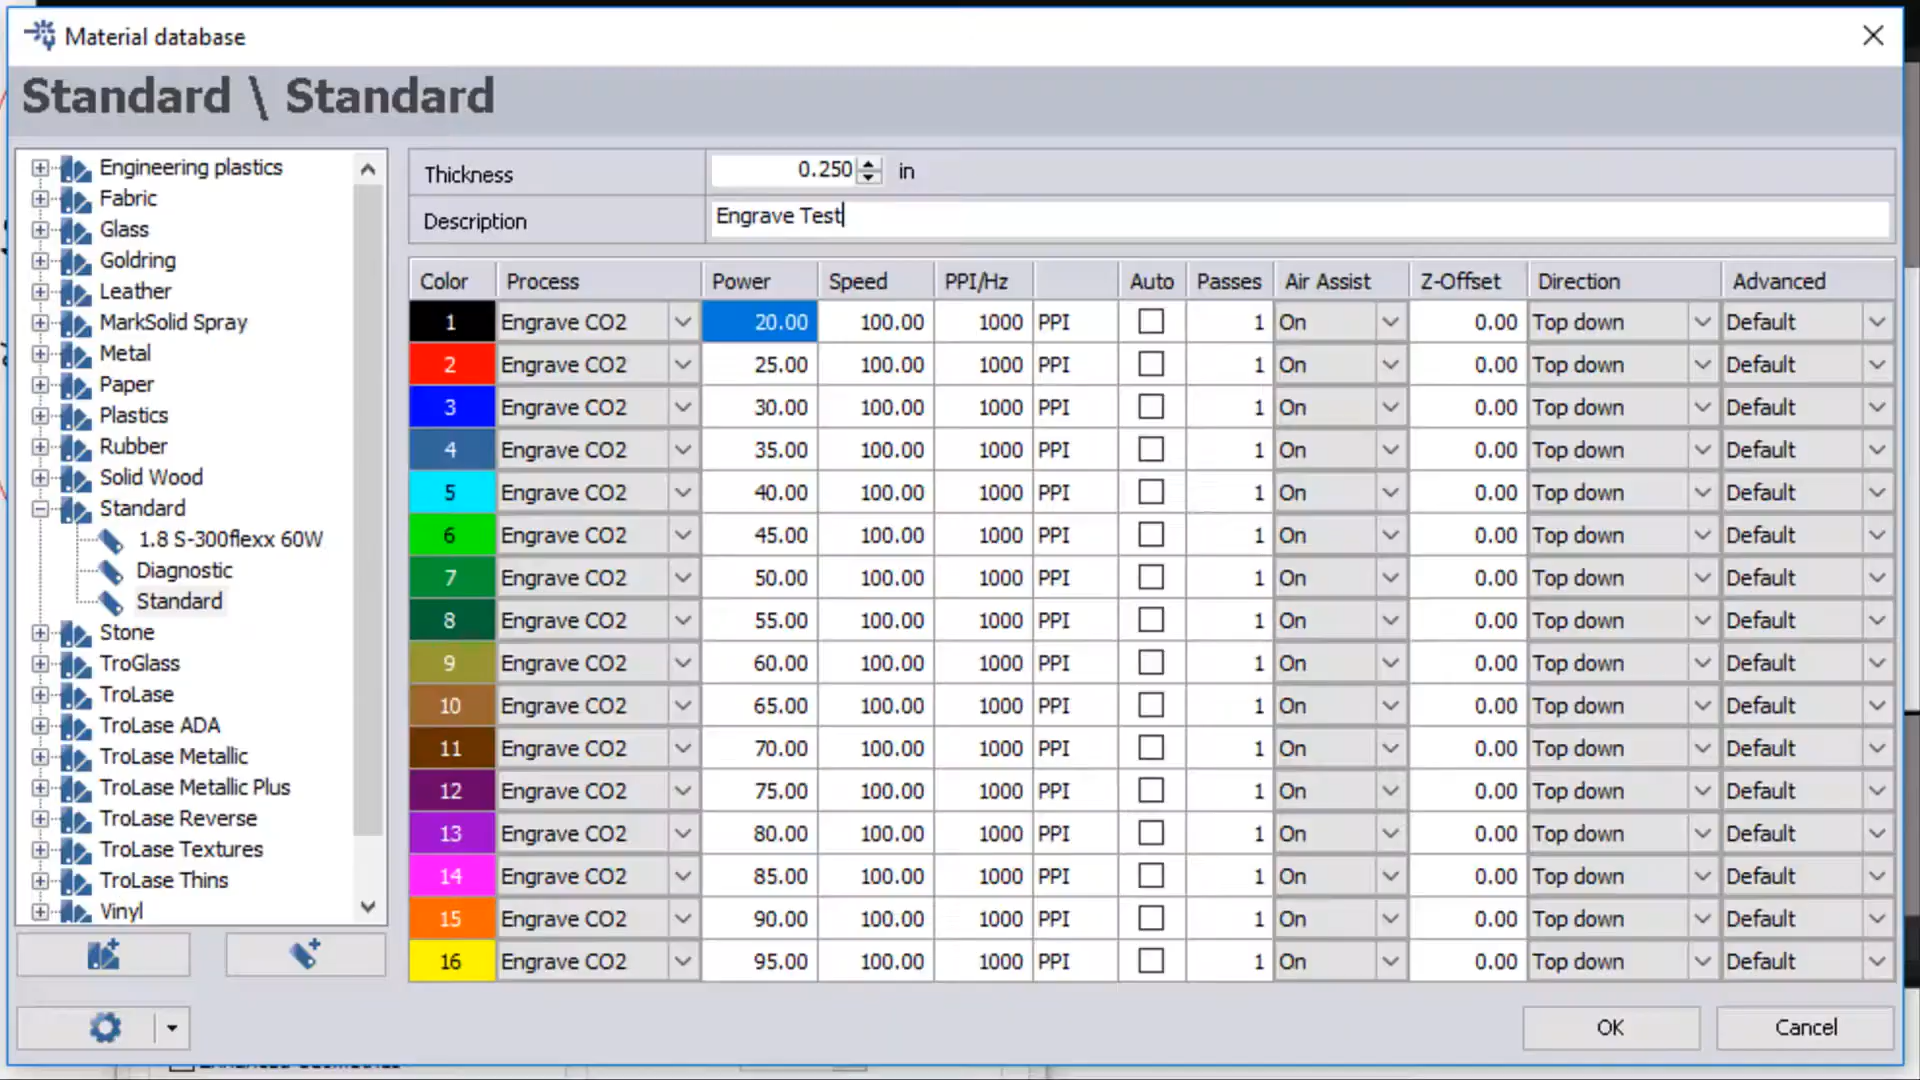 Material database
Standard \ Standard
Engineering plastics
Fabric
Glass
Goldring
Leather
MarkSolid Spray
Metal
Paper
Plastics
Rubber
Solid Wood
Standard
1.8 S-300flexx 60W
Diagnostic
Standard
Stone
TroGlass
TroLase
TroLase ADA
TroLase Metallic
TroLase Metallic Plus
TroLase Reverse
TroLase Textures
TroLase Thins
Vinyl
Thickness 0.250 in
Description Engrave Test
Color Process Power Speed PPI/Hz Auto Passes Air Assist Z-Offset Direction Advanced
1 Engrave CO2 20.00 100.00 1000 PPI 1 On 0.00 Top down Default
2 Engrave CO2 25.00 100.00 1000 PPI 1 On 0.00 Top down Default
3 Engrave CO2 30.00 100.00 1000 PPI 1 On 0.00 Top down Default
4 Engrave CO2 35.00 100.00 1000 PPI 1 On 0.00 Top down Default
5 Engrave CO2 40.00 100.00 1000 PPI 1 On 0.00 Top down Default
6 Engrave CO2 45.00 100.00 1000 PPI 1 On 0.00 Top down Default
7 Engrave CO2 50.00 100.00 1000 PPI 1 On 0.00 Top down Default
8 Engrave CO2 55.00 100.00 1000 PPI 1 On 0.00 Top down Default
9 Engrave CO2 60.00 100.00 1000 PPI 1 On 0.00 Top down Default
10 Engrave CO2 65.00 100.00 1000 PPI 1 On 0.00 Top down Default
11 Engrave CO2 70.00 100.00 1000 PPI 1 On 0.00 Top down Default
12 Engrave CO2 75.00 100.00 1000 PPI 1 On 0.00 Top down Default
13 Engrave CO2 80.00 100.00 1000 PPI 1 On 0.00 Top down Default
14 Engrave CO2 85.00 100.00 1000 PPI 1 On 0.00 Top down Default
15 Engrave CO2 90.00 100.00 1000 PPI 1 On 0.00 Top down Default
16 Engrave CO2 95.00 100.00 1000 PPI 1 On 0.00 Top down Default
OK Cancel